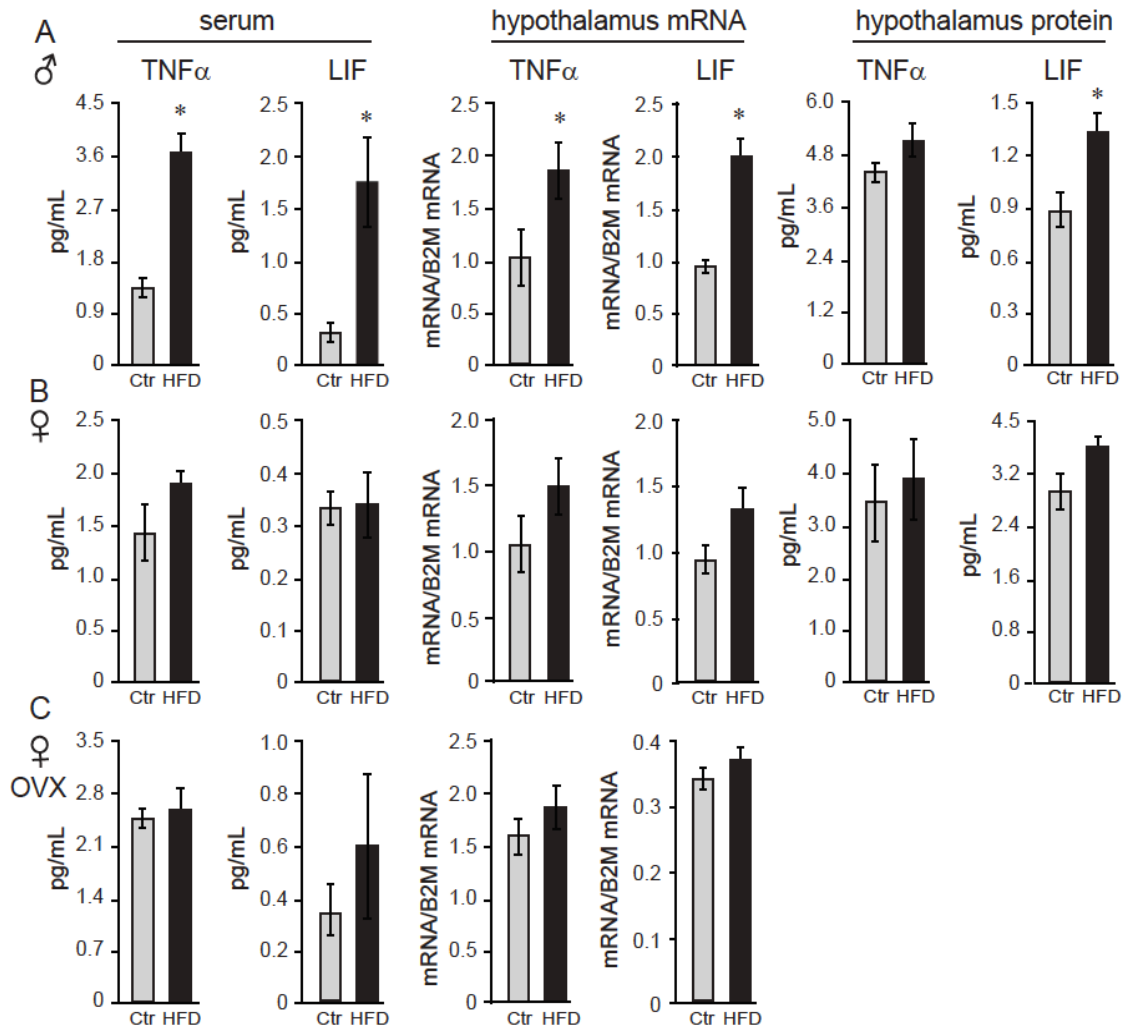 A
serum
hypothalamus mRNA
hypothalamus protein
♂
TNFα LIF TNFα LIF TNFα LIF
pg/mL
4.5
3.6
2.7
1.8
0.9
0
*
Ctr HFD
pg/mL
2.5
2.0
1.5
1.0
0.5
0
*
Ctr HFD
mRNA/B2M mRNA
2.5
2.0
1.5
1.0
0.5
0
*
Ctr HFD
mRNA/B2M mRNA
2.5
2.0
1.5
1.0
0.5
0
*
Ctr HFD
pg/mL
6.0
4.8
3.6
2.4
1.2
0
Ctr HFD
pg/mL
1.5
1.2
0.9
0.6
0.3
0
*
Ctr HFD
B
♀
pg/mL
2.5
2.0
1.5
1.0
0.5
0
Ctr HFD
pg/mL
0.5
0.4
0.3
0.2
0.1
0
Ctr HFD
mRNA/B2M mRNA
2.0
1.5
1.0
0.5
0
Ctr HFD
mRNA/B2M mRNA
2.0
1.5
1.0
0.5
0
Ctr HFD
pg/mL
5.0
4.0
3.0
2.0
1.0
0
Ctr HFD
pg/mL
4.5
3.2
2.4
1.6
0.8
0
Ctr HFD
C
♀
OVX
pg/mL
3.5
2.8
2.1
1.4
0.7
0
Ctr HFD
pg/mL
1.0
0.8
0.6
0.4
0.2
0
Ctr HFD
mRNA/B2M mRNA
2.5
2.0
1.5
1.0
0.5
0
Ctr HFD
mRNA/B2M mRNA
0.4
0.3
0.2
0.1
0
Ctr HFD